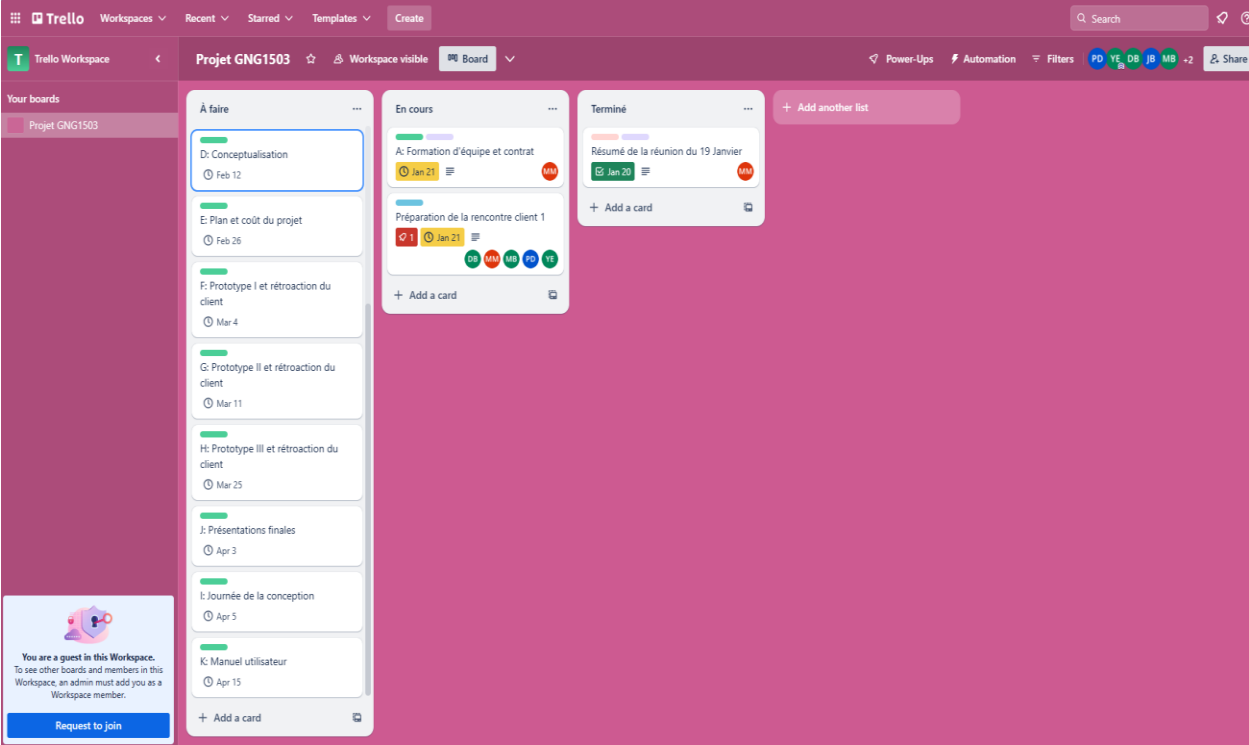 Trello
Workspaces
Recent
Starred
Templates
Create
Search
T
Trello Workspace
Projet GNG1503
Workspace visible
Board
Power-Ups
Automation
Filters
PD
YE
DB
JB
MB
+2
Share
Your boards
Projet GNG1503
À faire
D: Conceptualisation
Feb 12
E: Plan et coût du projet
Feb 26
F: Prototype I et rétroaction du
client
Mar 4
G: Prototype II et rétroaction du
client
Mar 11
H: Prototype III et rétroaction du
client
Mar 25
J: Présentations finales
Apr 3
I: Journée de la conception
Apr 5
K: Manuel utilisateur
Apr 15
+ Add a card
En cours
A: Formation d'équipe et contrat
Jan 21
MM
Préparation de la rencontre client 1
1
Jan 21
DB
MM
MB
PD
YE
+ Add a card
Terminé
Résumé de la réunion du 19 Janvier
Jan 20
MM
+ Add a card
+ Add another list
You are a guest in this Workspace.
To see other boards and members in this
Workspace, an admin must add you as a
Workspace member.
Request to join